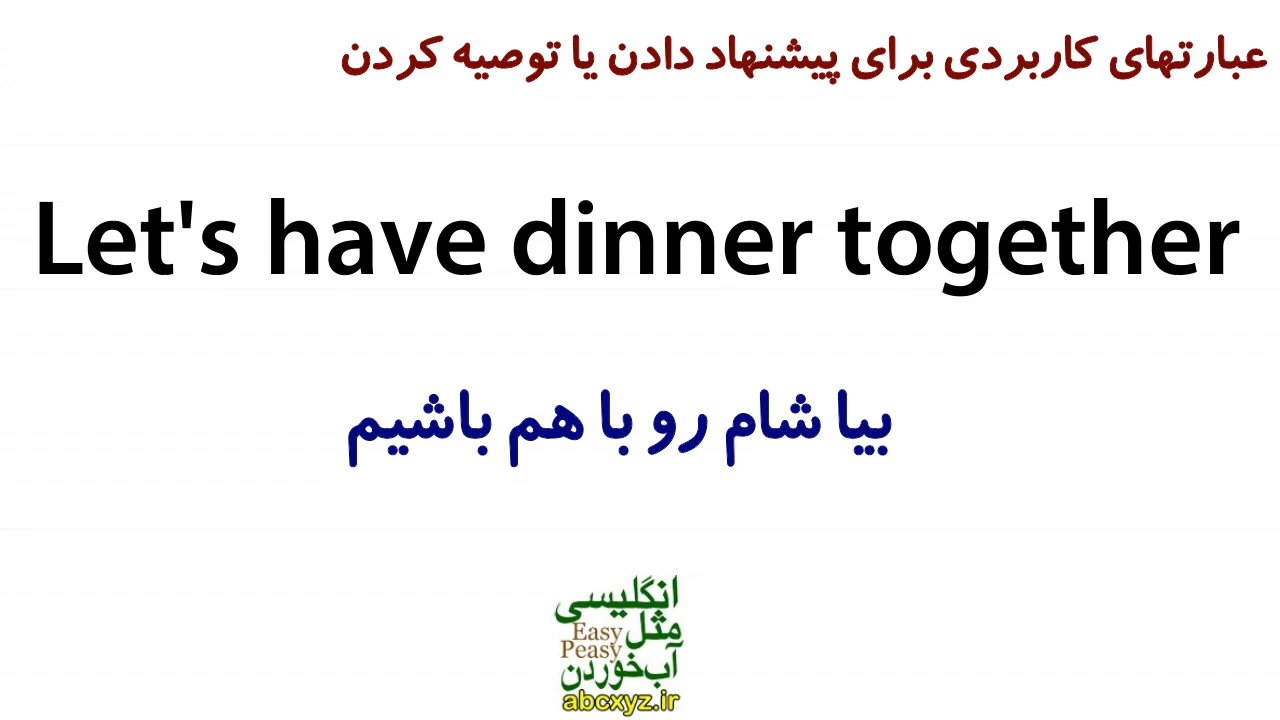 عبارتهای کاربردی برای پیشنهاد دادن یا توصیه کردن
Let's have dinner together
بیا شام رو با هم باشیم
انگلیسی
مثل
Easy
Peasy
آب‌خوردن
abcxyz.ir